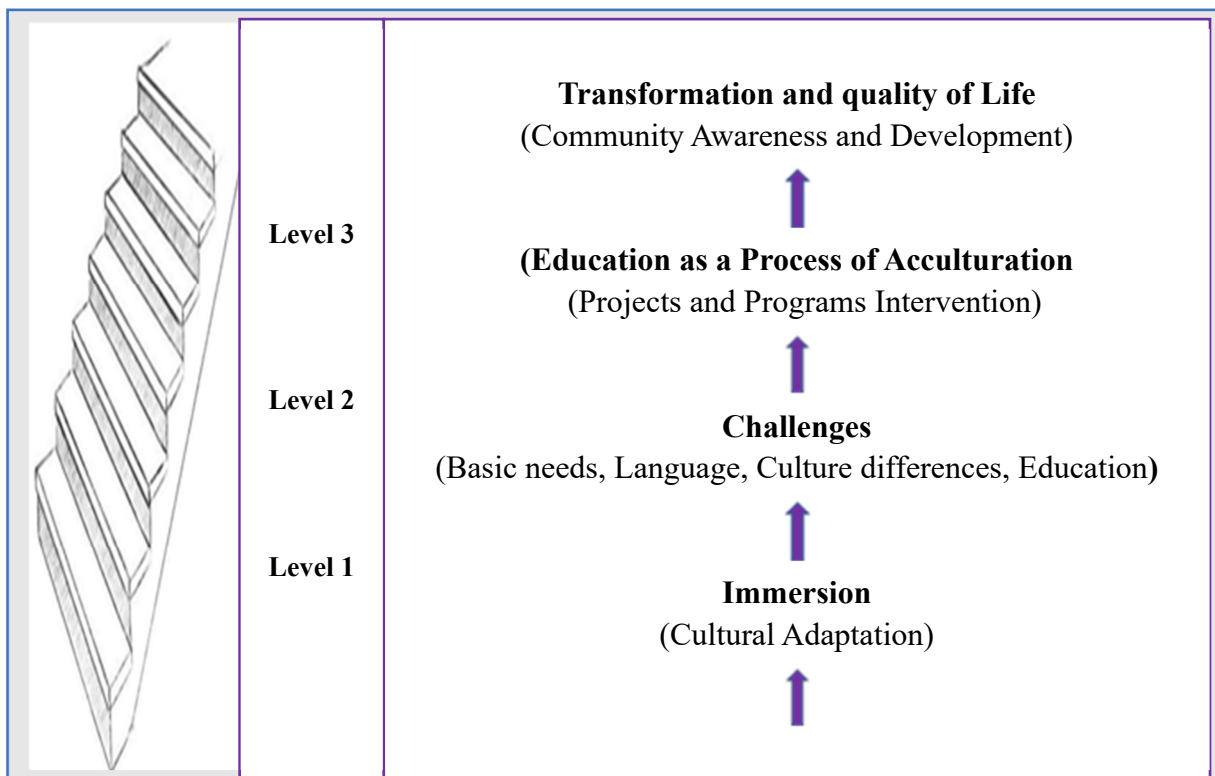 Transformation and quality of Life
(Community Awareness and Development)
Level 3
(Education as a Process of Acculturation
(Projects and Programs Intervention)
Level 2
Challenges
(Basic needs, Language, Culture differences, Education)
Level 1
Immersion
(Cultural Adaptation)